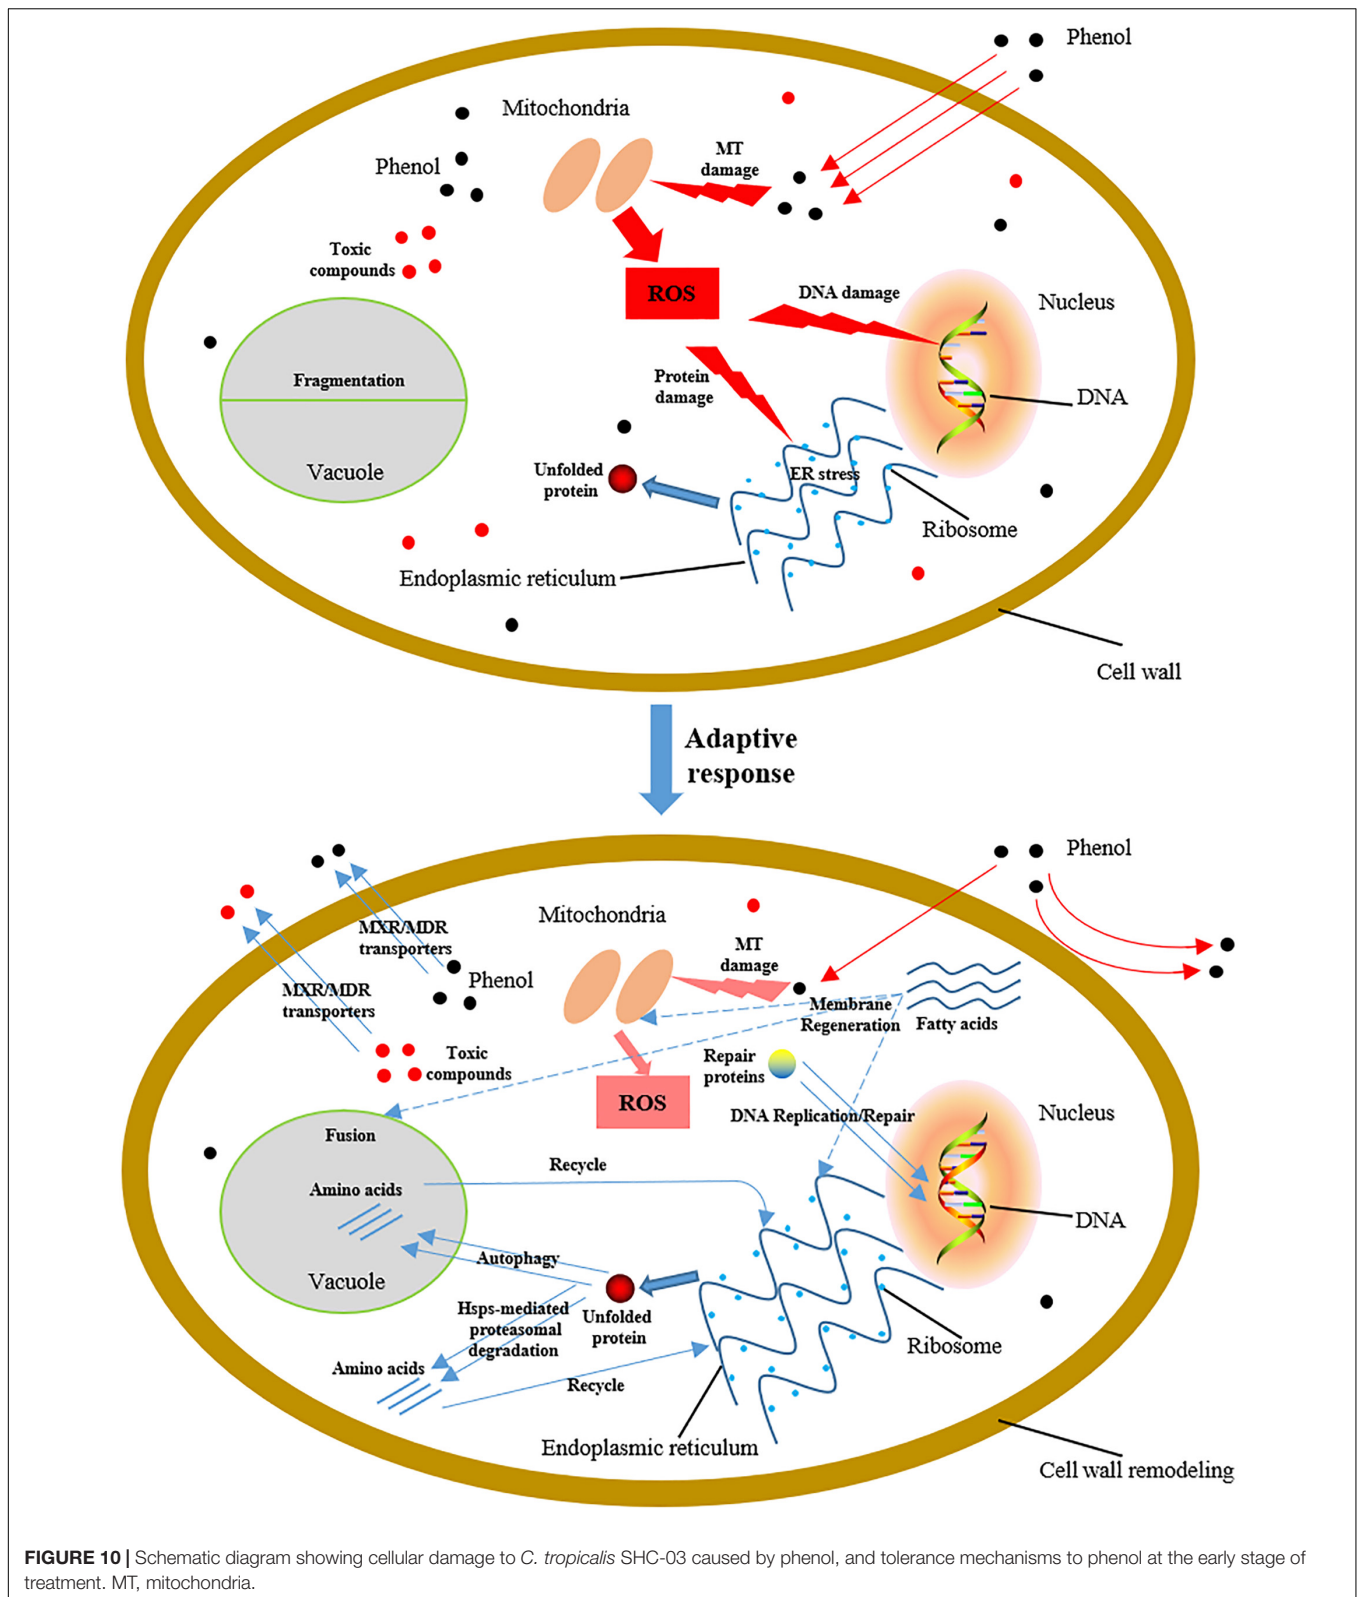 Phenol
Mitochondria
MT
damage
Phenol
Toxic
compounds
ROS
DNA damage
Nucleus
Fragmentation
Protein
damage
DNA
Vacuole
Unfolded
protein
ER stress
Ribosome
Endoplasmic reticulum
Cell wall
Adaptive
response
Phenol
Mitochondria
MXR/MDR
transporters
MT
damage
Phenol
MXR/MDR
transporters
Membrane
Regeneration
Fatty acids
Toxic
compounds
Repair
proteins
ROS
DNA Replication/Repair
Nucleus
Fusion
Recycle
Amino acids
DNA
Autophagy
Vacuole
Hsps-mediated
proteasomal
degradation
Unfolded
protein
Ribosome
Amino acids
Recycle
Endoplasmic reticulum
Cell wall remodeling
FIGURE 10 | Schematic diagram showing cellular damage to C. tropicalis SHC-03 caused by phenol, and tolerance mechanisms to phenol at the early stage of
treatment. MT, mitochondria.